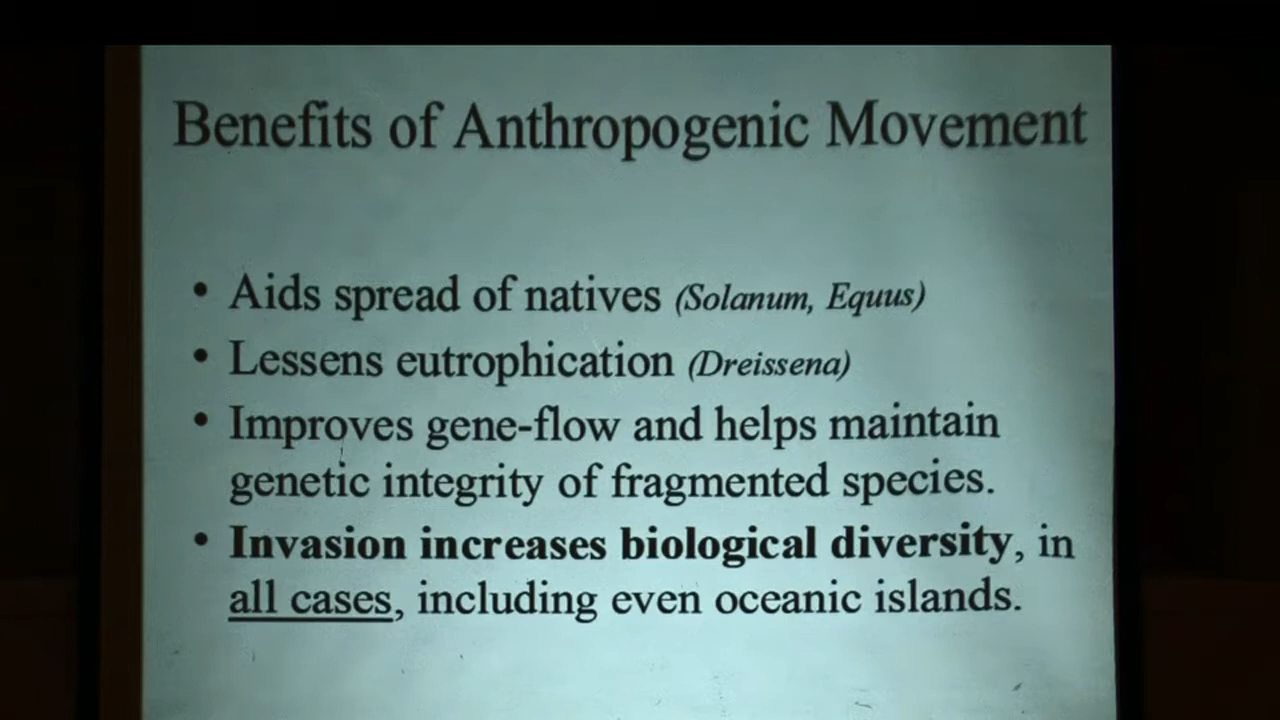 Benefits of Anthropogenic Movement
• Aids spread of natives (Solanum, Equus)
• Lessens eutrophication (Dreissena)
• Improves gene-flow and helps maintain
genetic integrity of fragmented species.
• Invasion increases biological diversity, in
all cases, including even oceanic islands.